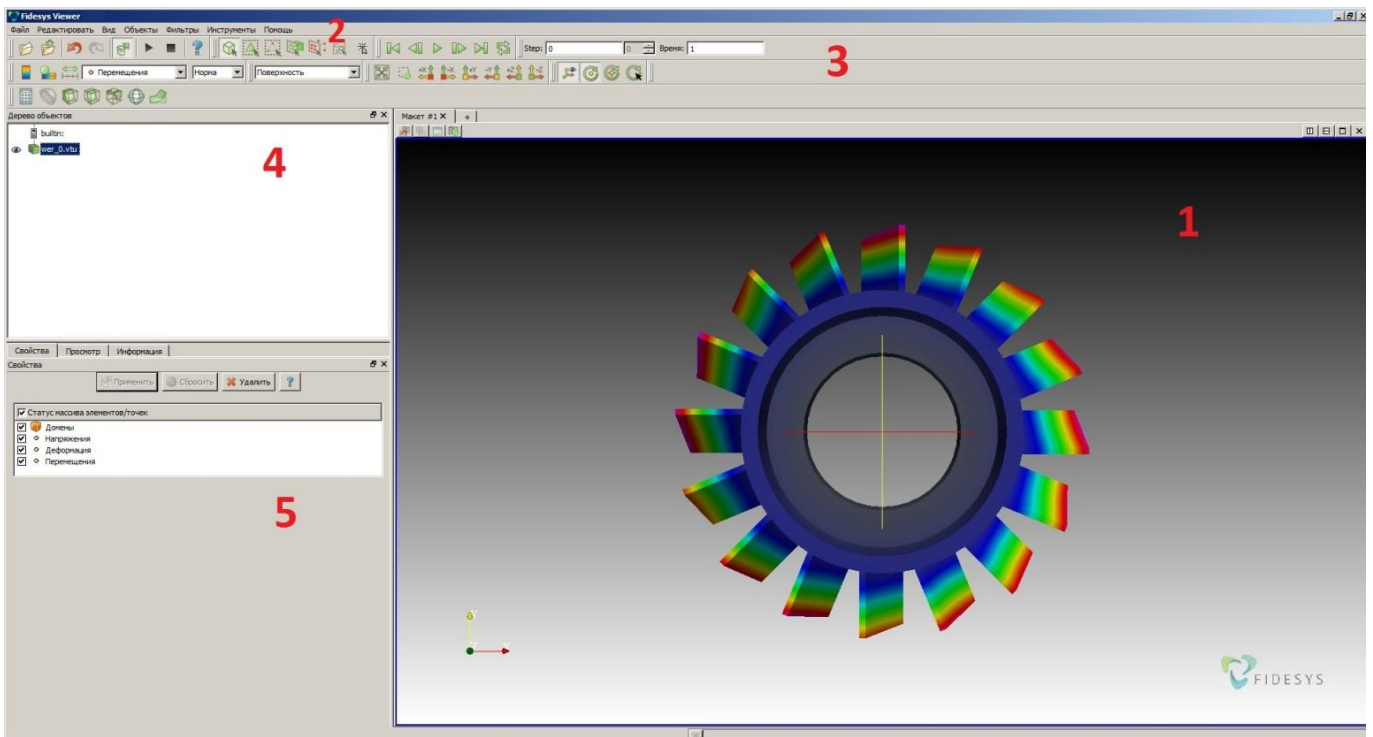 Fidesys Viewer
Файл Редактировать Вид Объекты Фильтры Инструменты Помощь
2
Step: 0 0 Время: 1
3
Перемещения Норма Поверхность -X +X +Y -Y +Z -Z
Дерево объектов
Макет #1 X +
builtin:
wer_0.vtu
4
1
Свойства Просмотр Информация
Свойства
Применить Сбросить Удалить ?
Статус массива элементов/точек
Домены
Напряжения
Деформация
Перемещения
5
FIDESYS